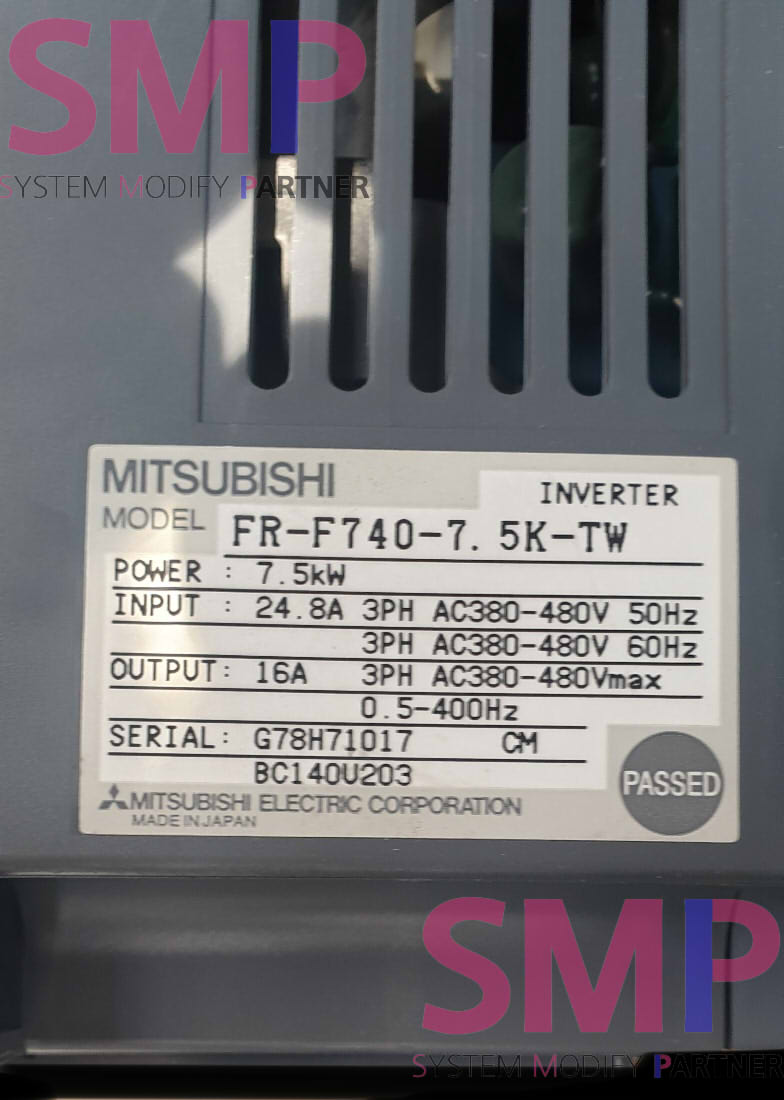 SMP
SYSTEM MODIFY PARTNER
MITSUBISHI
INVERTER
MODEL FR-F740-7.5K-TW
POWER : 7.5kW
INPUT : 24.8A 3PH AC380-480V 50Hz
3PH AC380-480V 60Hz
OUTPUT: 16A 3PH AC380-480Vmax
0.5-400Hz
SERIAL: G78H71017 CM
BC140U203
PASSED
MITSUBISHI ELECTRIC CORPORATION
MADE IN JAPAN
SMP
SYSTEM MODIFY PARTNER